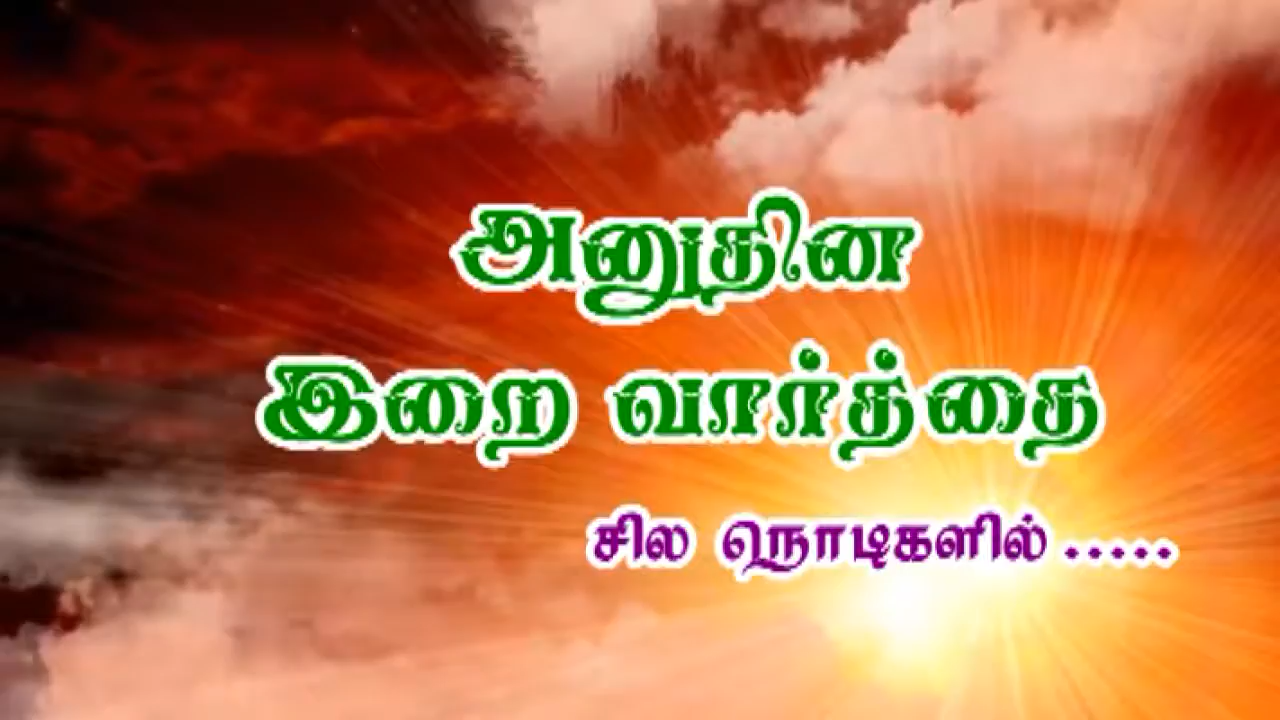 அனுதின
இறை வார்த்தை
சில நொடிகளில் .....